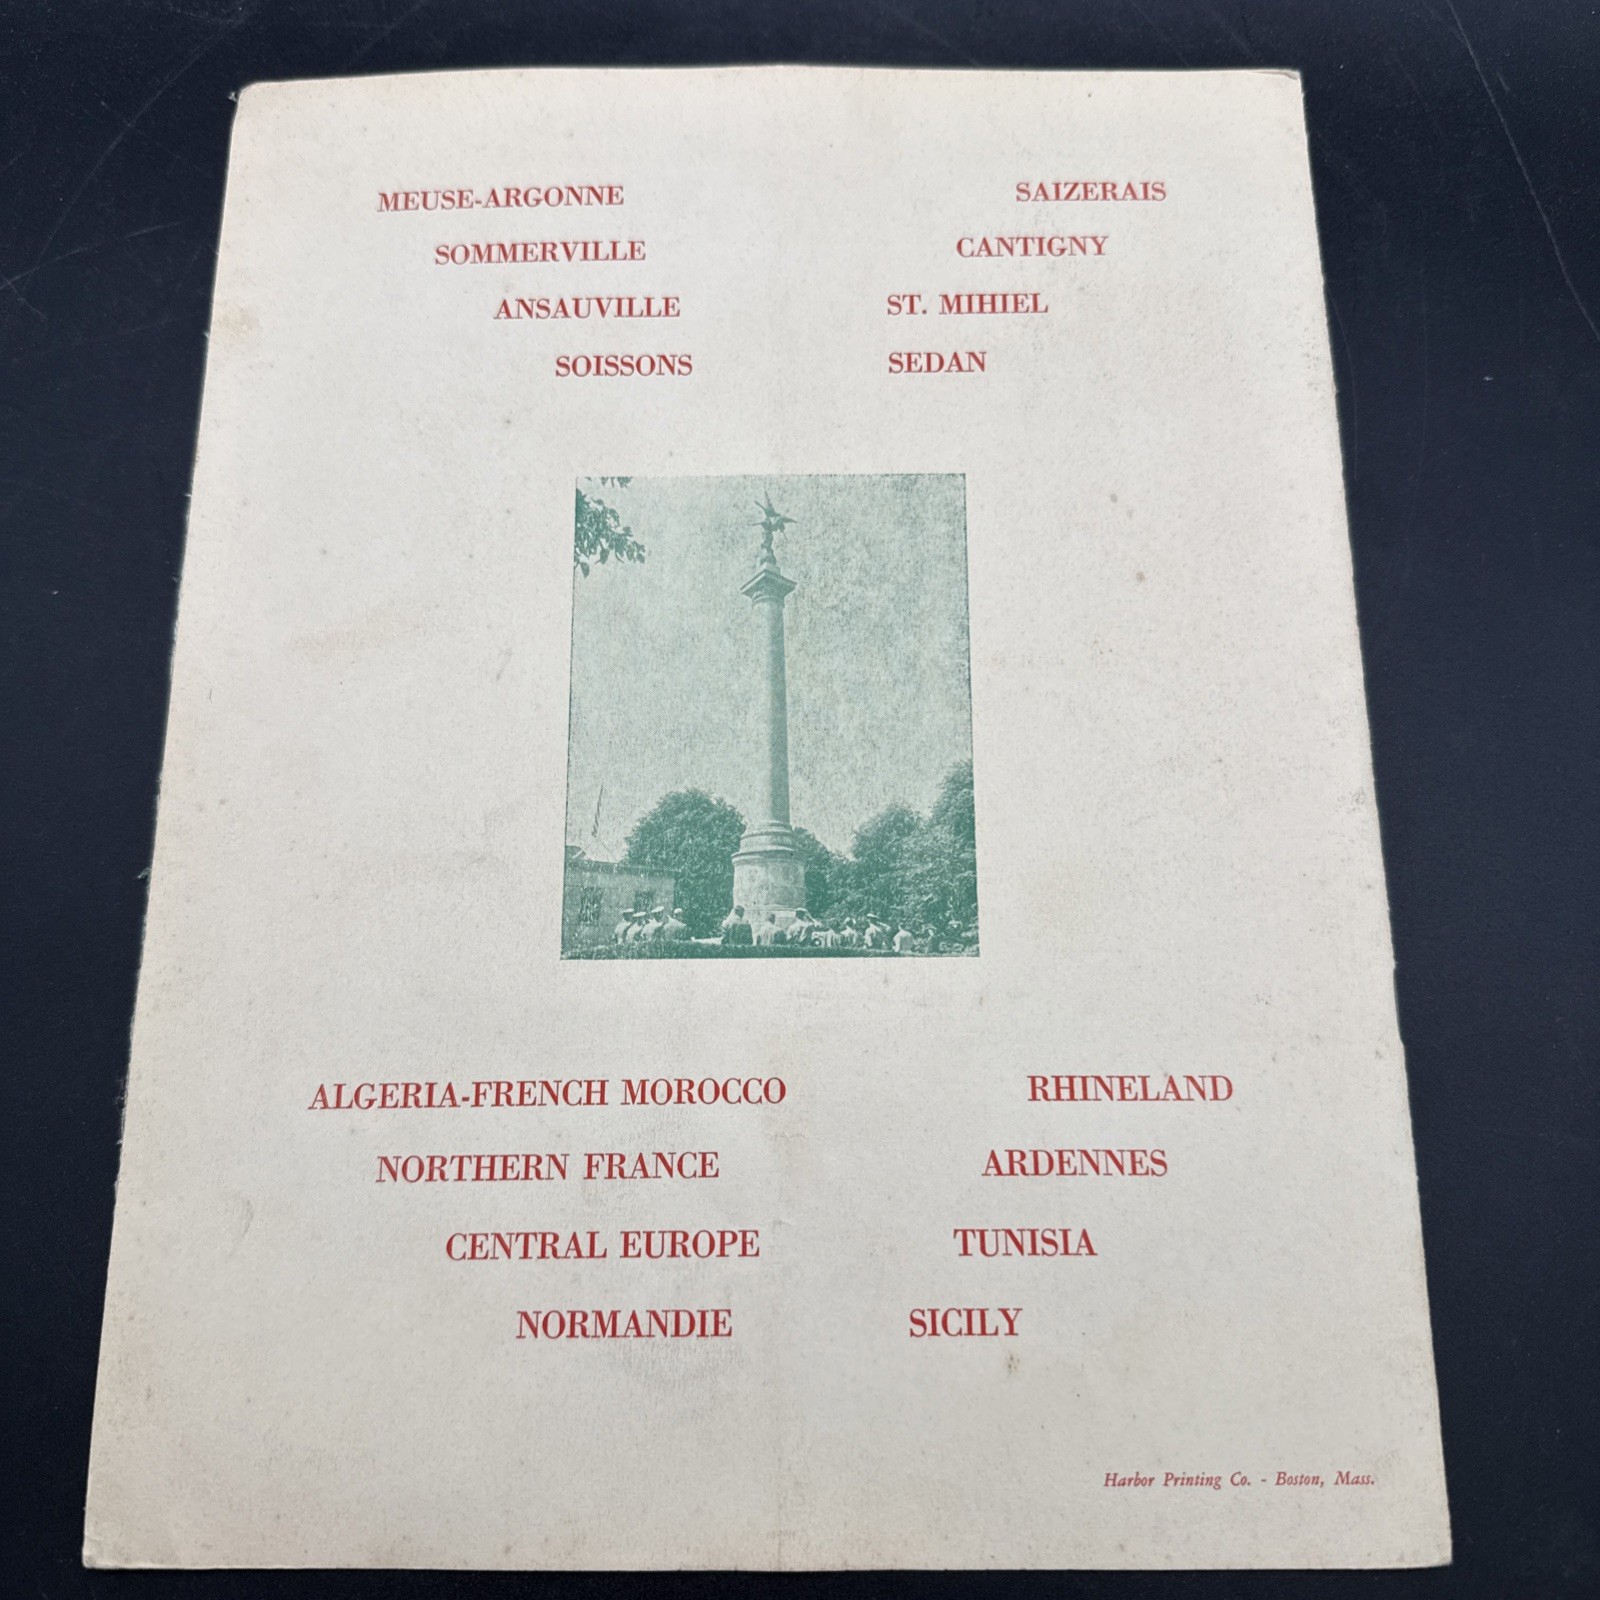 MEUSE-ARGONNE SAIZERAIS
SOMMERVILLE CANTIGNY
ANSAUVILLE ST. MIHIEL
SOISSONS SEDAN
ALGERIA-FRENCH MOROCCO RHINELAND
NORTHERN FRANCE ARDENNES
CENTRAL EUROPE TUNISIA
NORMANDIE SICILY
Harbor Printing Co. - Boston, Mass.